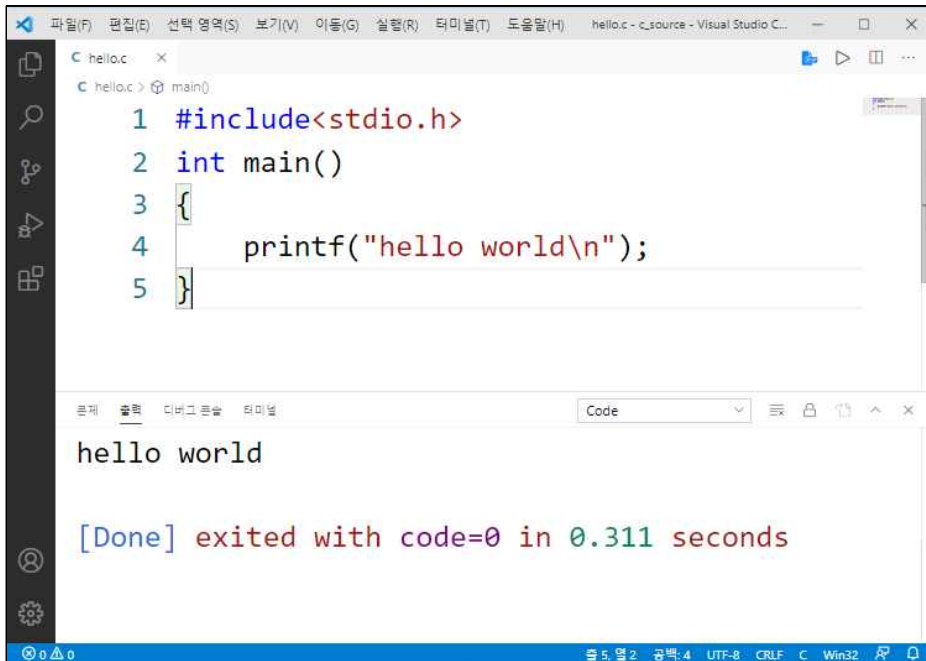 파일(F) 편집(E) 선택 영역(S) 보기(V) 이동(G) 실행(R) 터미널(T) 도움말(H) hello.c - c_source - Visual Studio C...
C hello.c ×
C hello.c > main()
1 #include<stdio.h>
2 int main()
3 {
4 printf("hello world\n");
5 }
문제 출력 디버그 콘솔 터미널 Code
hello world
[Done] exited with code=0 in 0.311 seconds
0 0 줄 5, 열 2 공백: 4 UTF-8 CRLF C Win32